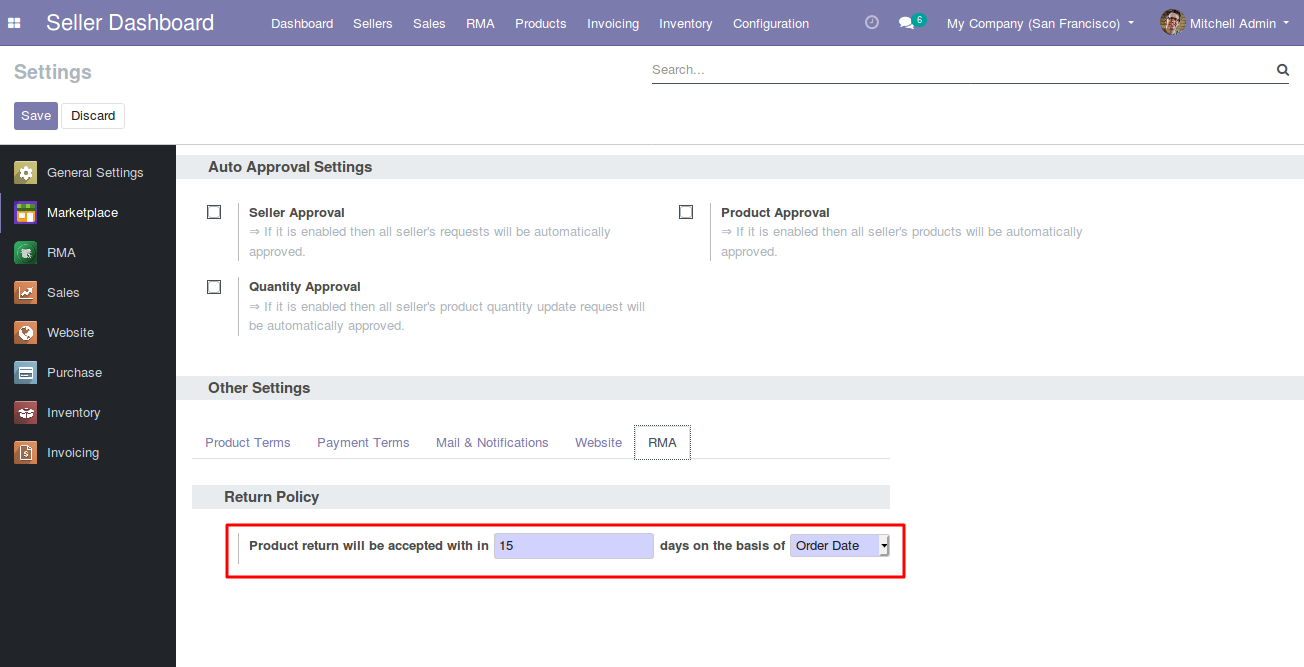 Seller Dashboard Dashboard Sellers Sales RMA Products Invoicing Inventory Configuration 6 My Company (San Francisco) Mitchell Admin
Settings
Search...
Save Discard
General Settings
Marketplace
RMA
Sales
Website
Purchase
Inventory
Invoicing
Auto Approval Settings
Seller Approval
⇒ If it is enabled then all seller's requests will be automatically
approved.
Product Approval
⇒ If it is enabled then all seller's products will be automatically
approved.
Quantity Approval
⇒ If it is enabled then all seller's product quantity update request will
be automatically approved.
Other Settings
Product Terms Payment Terms Mail & Notifications Website RMA
Return Policy
Product return will be accepted with in 15 days on the basis of Order Date